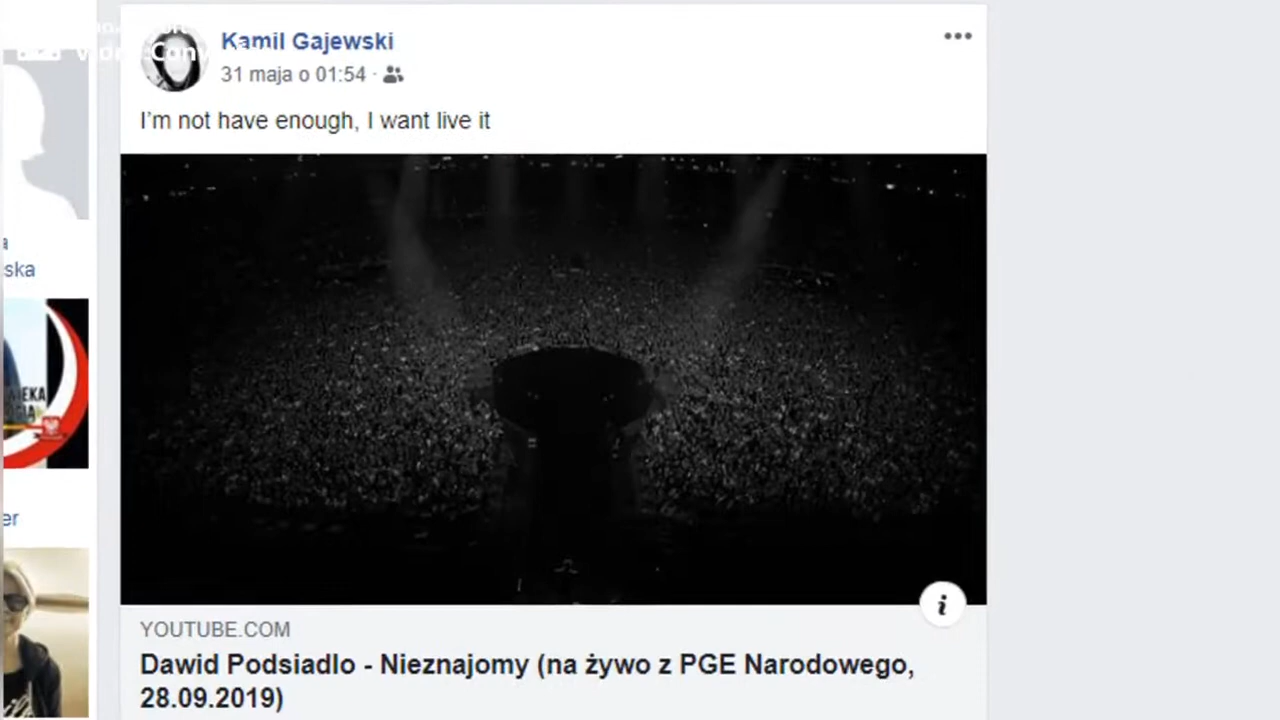 Kamil Gajewski
31 maja o 01:54
I'm not have enough, I want live it
ska
er
YOUTUBE.COM
Dawid Podsiadlo - Nieznajomy (na żywo z PGE Narodowego,
28.09.2019)